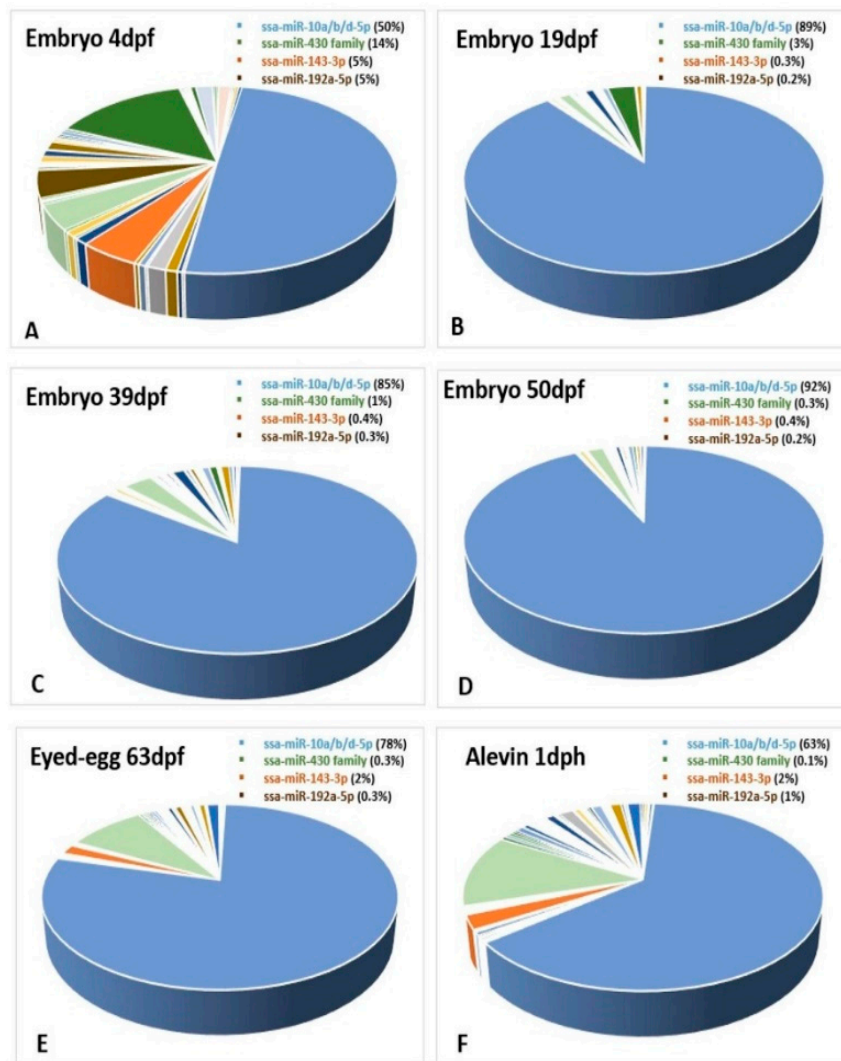 Embryo 4dpf
ssa-miR-10a/b/d-5p (50%)
ssa-miR-430 family (14%)
ssa-miR-143-3p (5%)
ssa-miR-192a-5p (5%)
A
Embryo 19dpf
ssa-miR-10a/b/d-5p (89%)
ssa-miR-430 family (3%)
ssa-miR-143-3p (0.3%)
ssa-miR-192a-5p (0.2%)
B
Embryo 39dpf
ssa-miR-10a/b/d-5p (85%)
ssa-miR-430 family (1%)
ssa-miR-143-3p (0.4%)
ssa-miR-192a-5p (0.3%)
C
Embryo 50dpf
ssa-miR-10a/b/d-5p (92%)
ssa-miR-430 family (0.3%)
ssa-miR-143-3p (0.4%)
ssa-miR-192a-5p (0.2%)
D
Eyed-egg 63dpf
ssa-miR-10a/b/d-5p (78%)
ssa-miR-430 family (0.3%)
ssa-miR-143-3p (2%)
ssa-miR-192a-5p (0.3%)
E
Alevin 1dph
ssa-miR-10a/b/d-5p (63%)
ssa-miR-430 family (0.1%)
ssa-miR-143-3p (2%)
ssa-miR-192a-5p (1%)
F